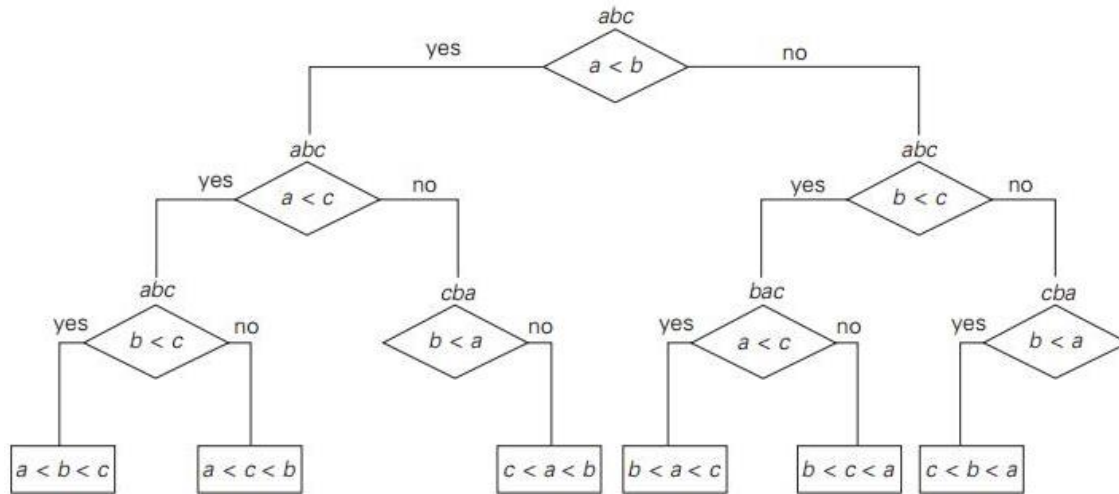 abc
yes a < b no
abc abc
yes a < c no yes b < c no
abc cba bac cba
yes b < c no b < a no yes a < c no yes b < a
a < b < c a < c < b c < a < b b < a < c b < c < a c < b < a